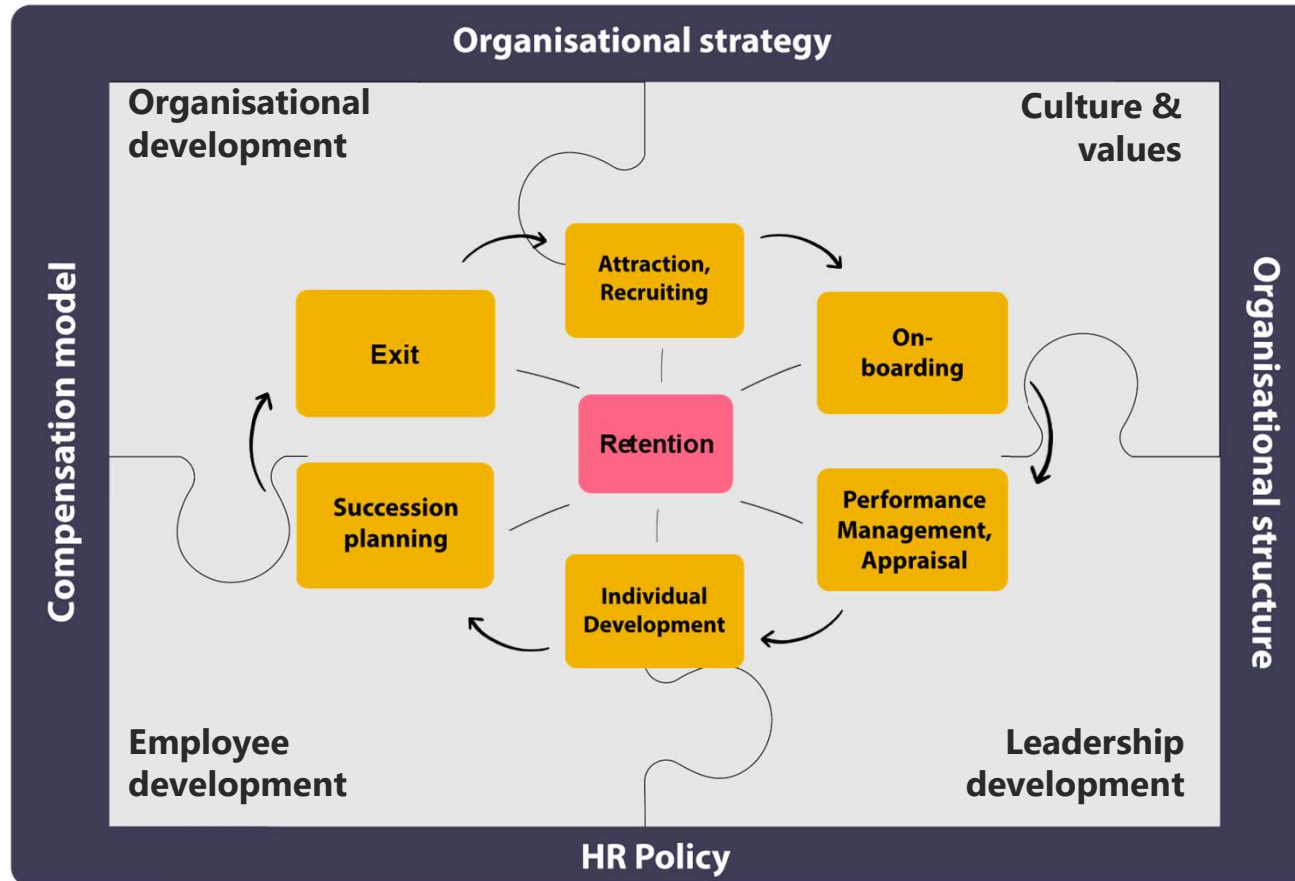 Organisational strategy
Organisational
development
Culture &
values
Compensation model
Organisational structure
Attraction,
Recruiting
Exit
On-
boarding
Retention
Succession
planning
Performance
Management,
Appraisal
Individual
Development
Employee
development
Leadership
development
HR Policy